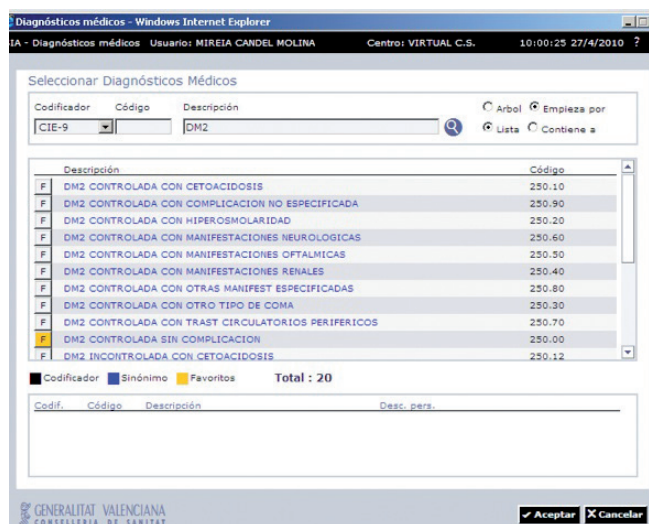 Diagnósticos médicos - Windows Internet Explorer
IA - Diagnósticos médicos Usuario: MIREIA CANDEL MOLINA Centro: VIRTUAL C.S. 10:00:25 27/4/2010 ?
Seleccionar Diagnósticos Médicos
Codificador Código Descripción Arbol Empieza por
CIE-9 DM2 Lista Contiene a
Descripción Código
F DM2 CONTROLADA CON CETOACIDOSIS 250.10
F DM2 CONTROLADA CON COMPLICACION NO ESPECIFICADA 250.90
F DM2 CONTROLADA CON HIPEROSMOLARIDAD 250.20
F DM2 CONTROLADA CON MANIFESTACIONES NEUROLOGICAS 250.60
F DM2 CONTROLADA CON MANIFESTACIONES OFTALMICAS 250.50
F DM2 CONTROLADA CON MANIFESTACIONES RENALES 250.40
F DM2 CONTROLADA CON OTRAS MANIFEST ESPECIFICADAS 250.80
F DM2 CONTROLADA CON OTRO TIPO DE COMA 250.30
F DM2 CONTROLADA CON TRAST CIRCULATORIOS PERIFERICOS 250.70
F DM2 CONTROLADA SIN COMPLICACION 250.00
F DM2 INCONTROLADA CON CETOACIDOSIS 250.12
Codificador Sinónimo Favoritos Total : 20
Codif. Código Descripción Desc. pers.
GENERALITAT VALENCIANA
CONSELLERIA DE SANITAT
Aceptar X Cancelar